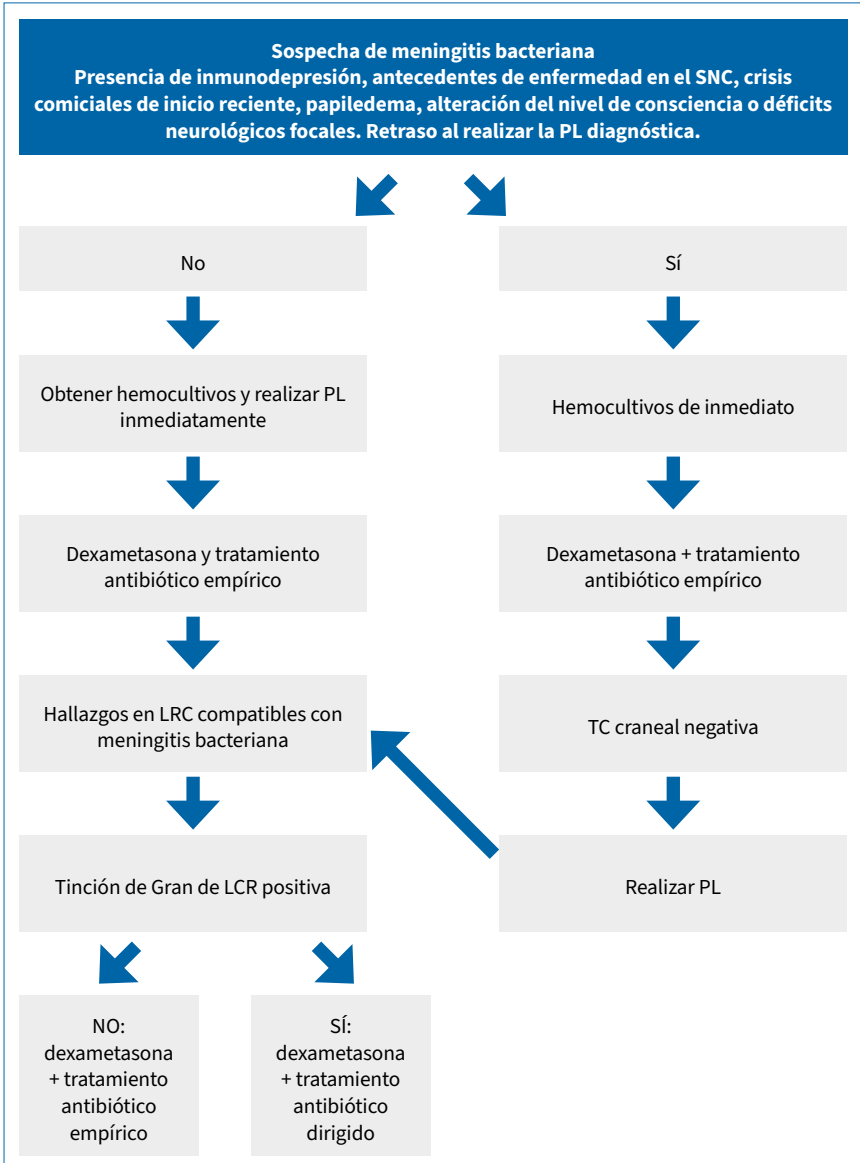 Sospecha de meningitis bacteriana
Presencia de inmunodepresión, antecedentes de enfermedad en el SNC, crisis
comiciales de inicio reciente, papiledema, alteración del nivel de consciencia o déficits
neurológicos focales. Retraso al realizar la PL diagnóstica.
No
Sí
Obtener hemocultivos y realizar PL
inmediatamente
Hemocultivos de inmediato
Dexametasona y tratamiento
antibiótico empírico
Dexametasona + tratamiento
antibiótico empírico
Hallazgos en LRC compatibles con
meningitis bacteriana
TC craneal negativa
Tinción de Gran de LCR positiva
Realizar PL
NO:
dexametasona
+ tratamiento
antibiótico
empírico
SÍ:
dexametasona
+ tratamiento
antibiótico
dirigido